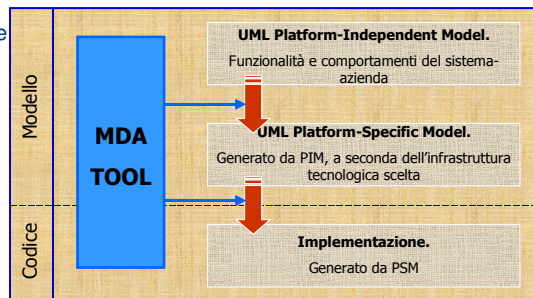 e
Modello
Codice
MDA
TOOL
UML Platform-Independent Model.
Funzionalità e comportamenti del sistema-
azienda
UML Platform-Specific Model.
Generato da PIM, a seconda dell'infrastruttura
tecnologica scelta
Implementazione.
Generato da PSM